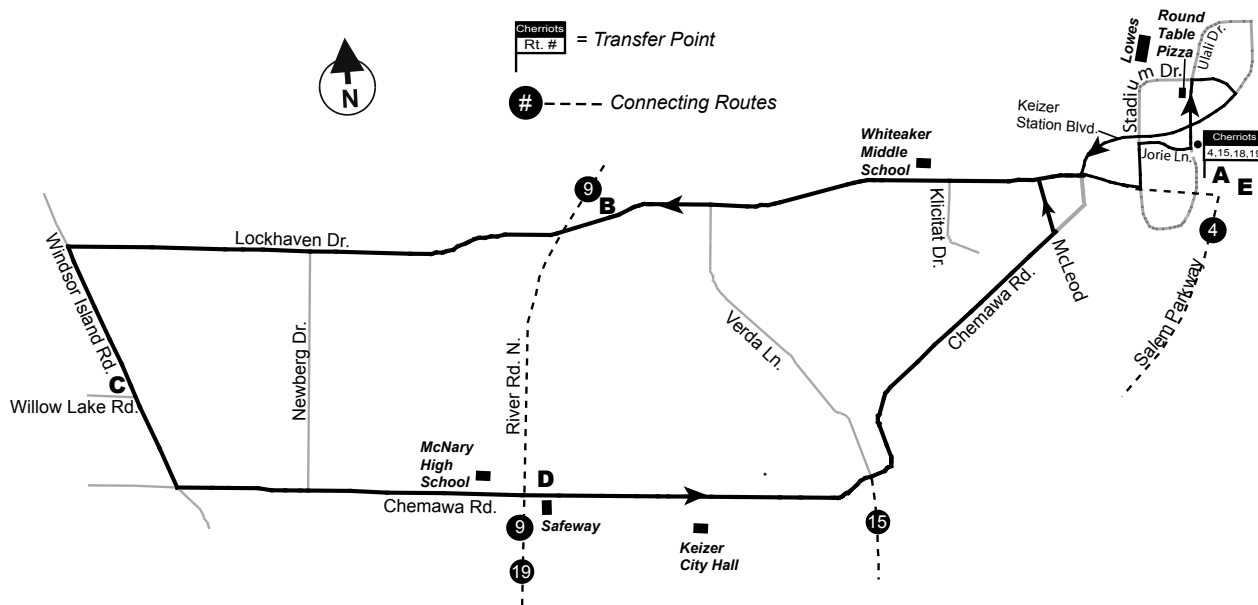 Cherriots
Rt. #
= Transfer Point
#
Connecting Routes
N
Lowes
Round
Table
Pizza
Ulali Dr.
Stadium Dr.
Keizer
Station Blvd.
Jorie Ln.
Cherriots
4,15,18,19
A
E
4
Whiteaker
Middle
School
9
B
Klicitat Dr.
McLeod
Lockhaven Dr.
Windsor Island Rd.
Newberg Dr.
River Rd. N.
Verda Ln.
Chemawa Rd.
Salem Parkway
C
Willow Lake Rd.
McNary
High
School
D
Chemawa Rd.
Safeway
9
19
Keizer
City Hall
15